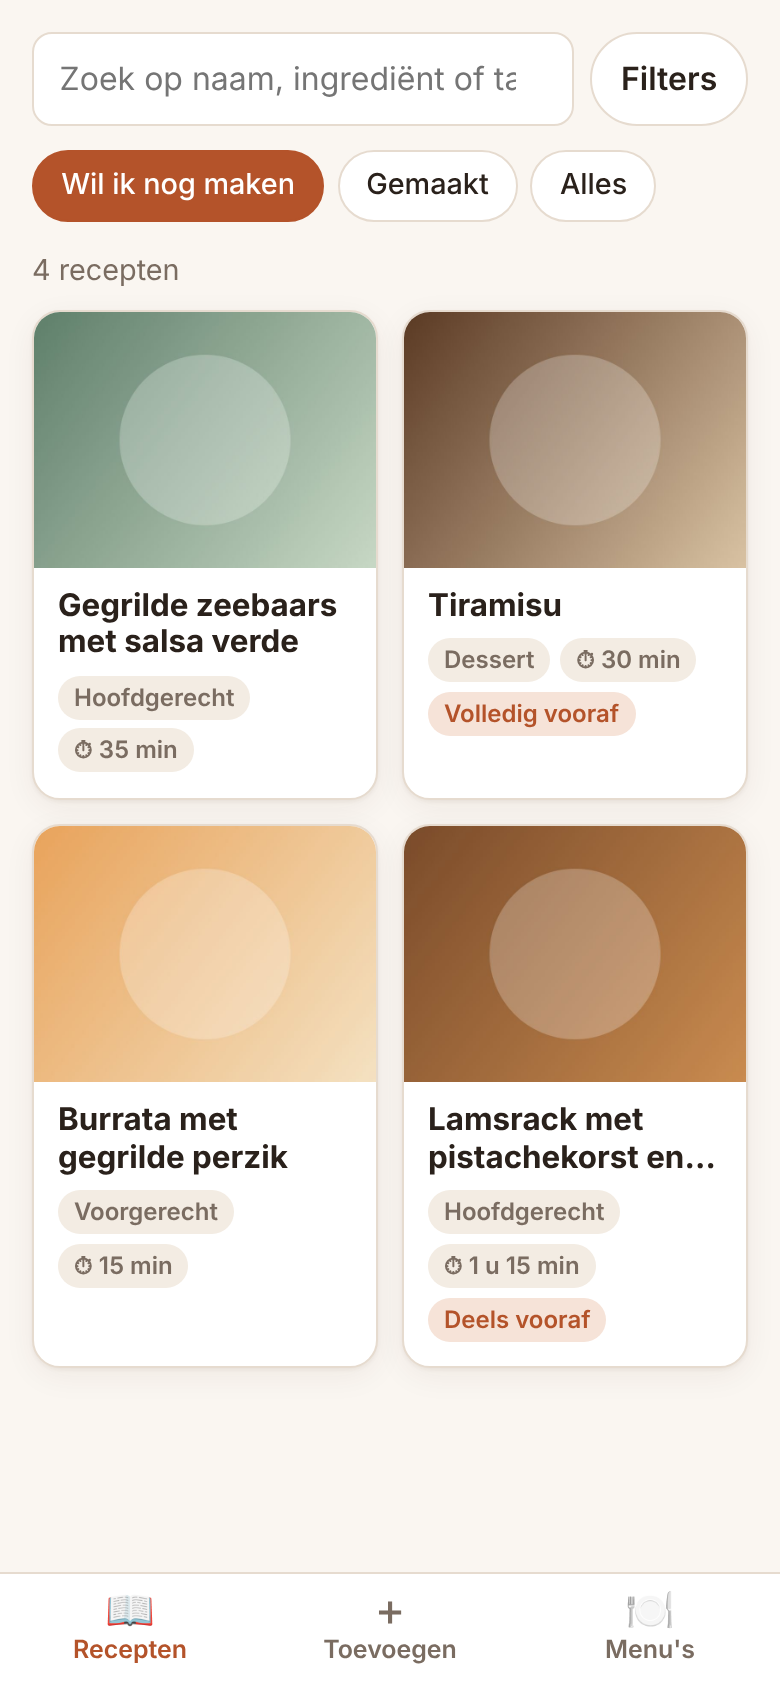 Zoek op naam, ingrediënt of ta
Filters
Wil ik nog maken
Gemaakt
Alles
4 recepten
Gegrilde zeebaars
met salsa verde
Hoofdgerecht
⏱ 35 min
Tiramisu
Dessert
⏱ 30 min
Volledig vooraf
Burrata met
gegrilde perzik
Voorgerecht
⏱ 15 min
Lamsrack met
pistachekorst en...
Hoofdgerecht
⏱ 1 u 15 min
Deels vooraf
Recepten
+
Toevoegen
Menu's